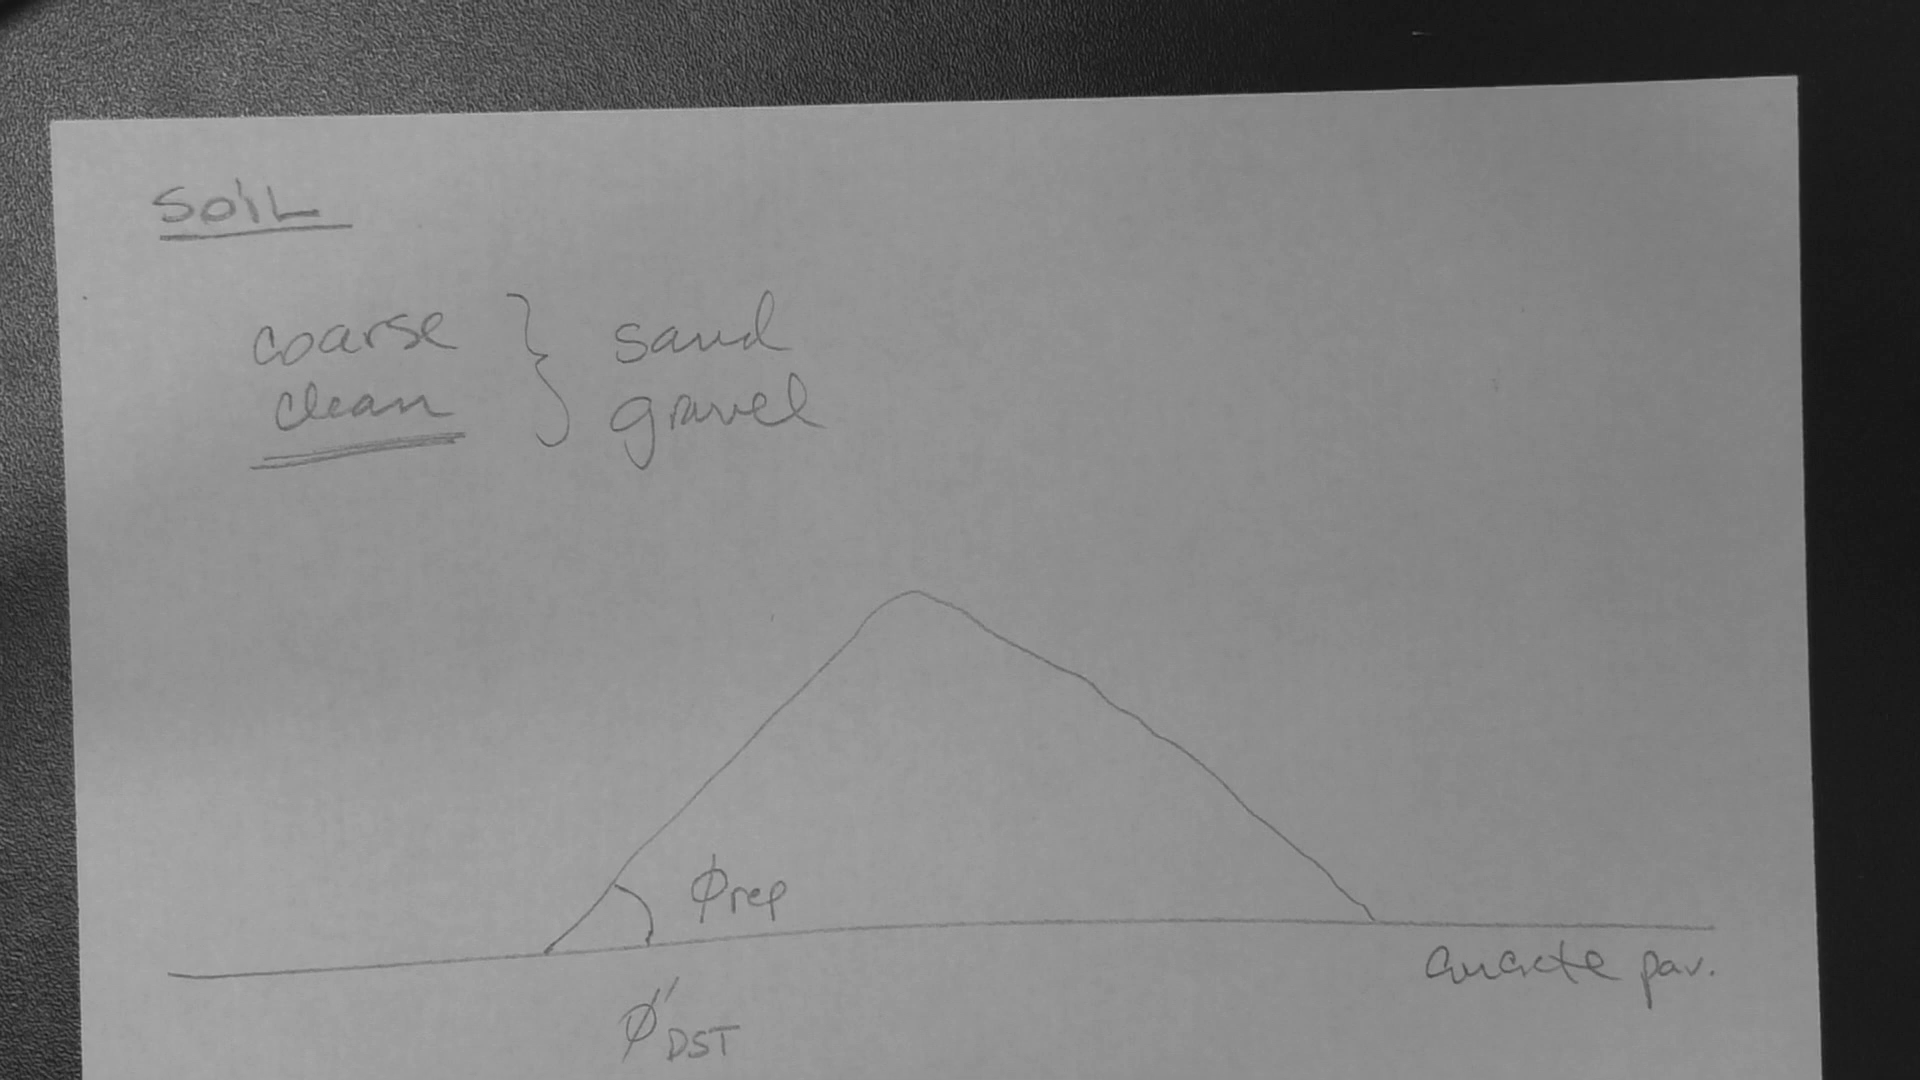 SOIL
coarse } sand
clean } gravel
ϕrep
concrete pav.
ϕ'DST